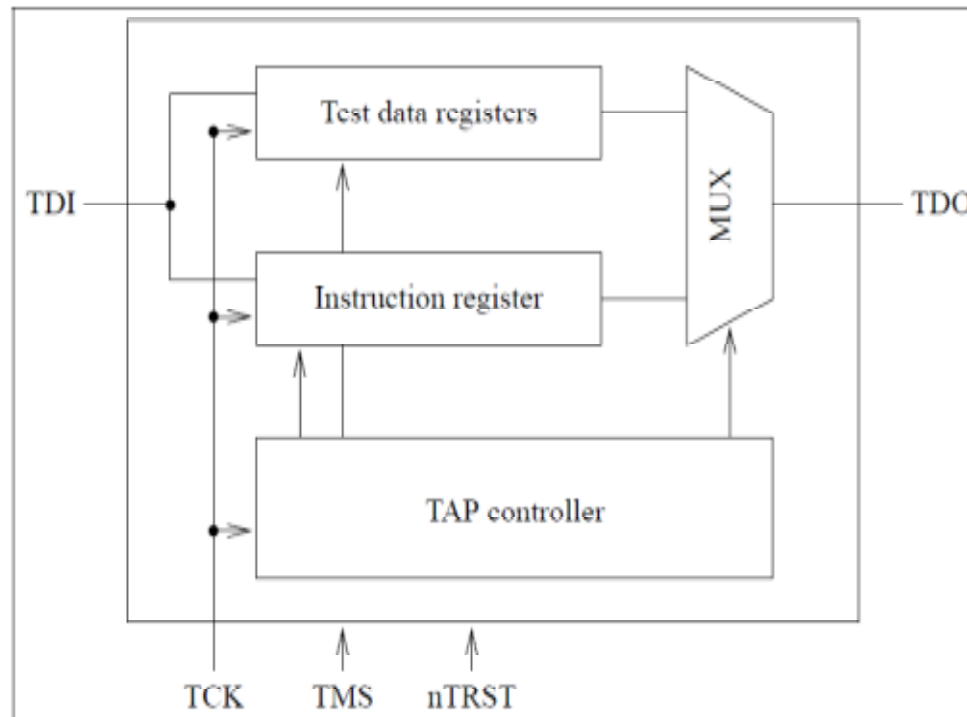 Test data registers
MUX
TDI
TDO
Instruction register
TAP controller
TCK
TMS
nTRST